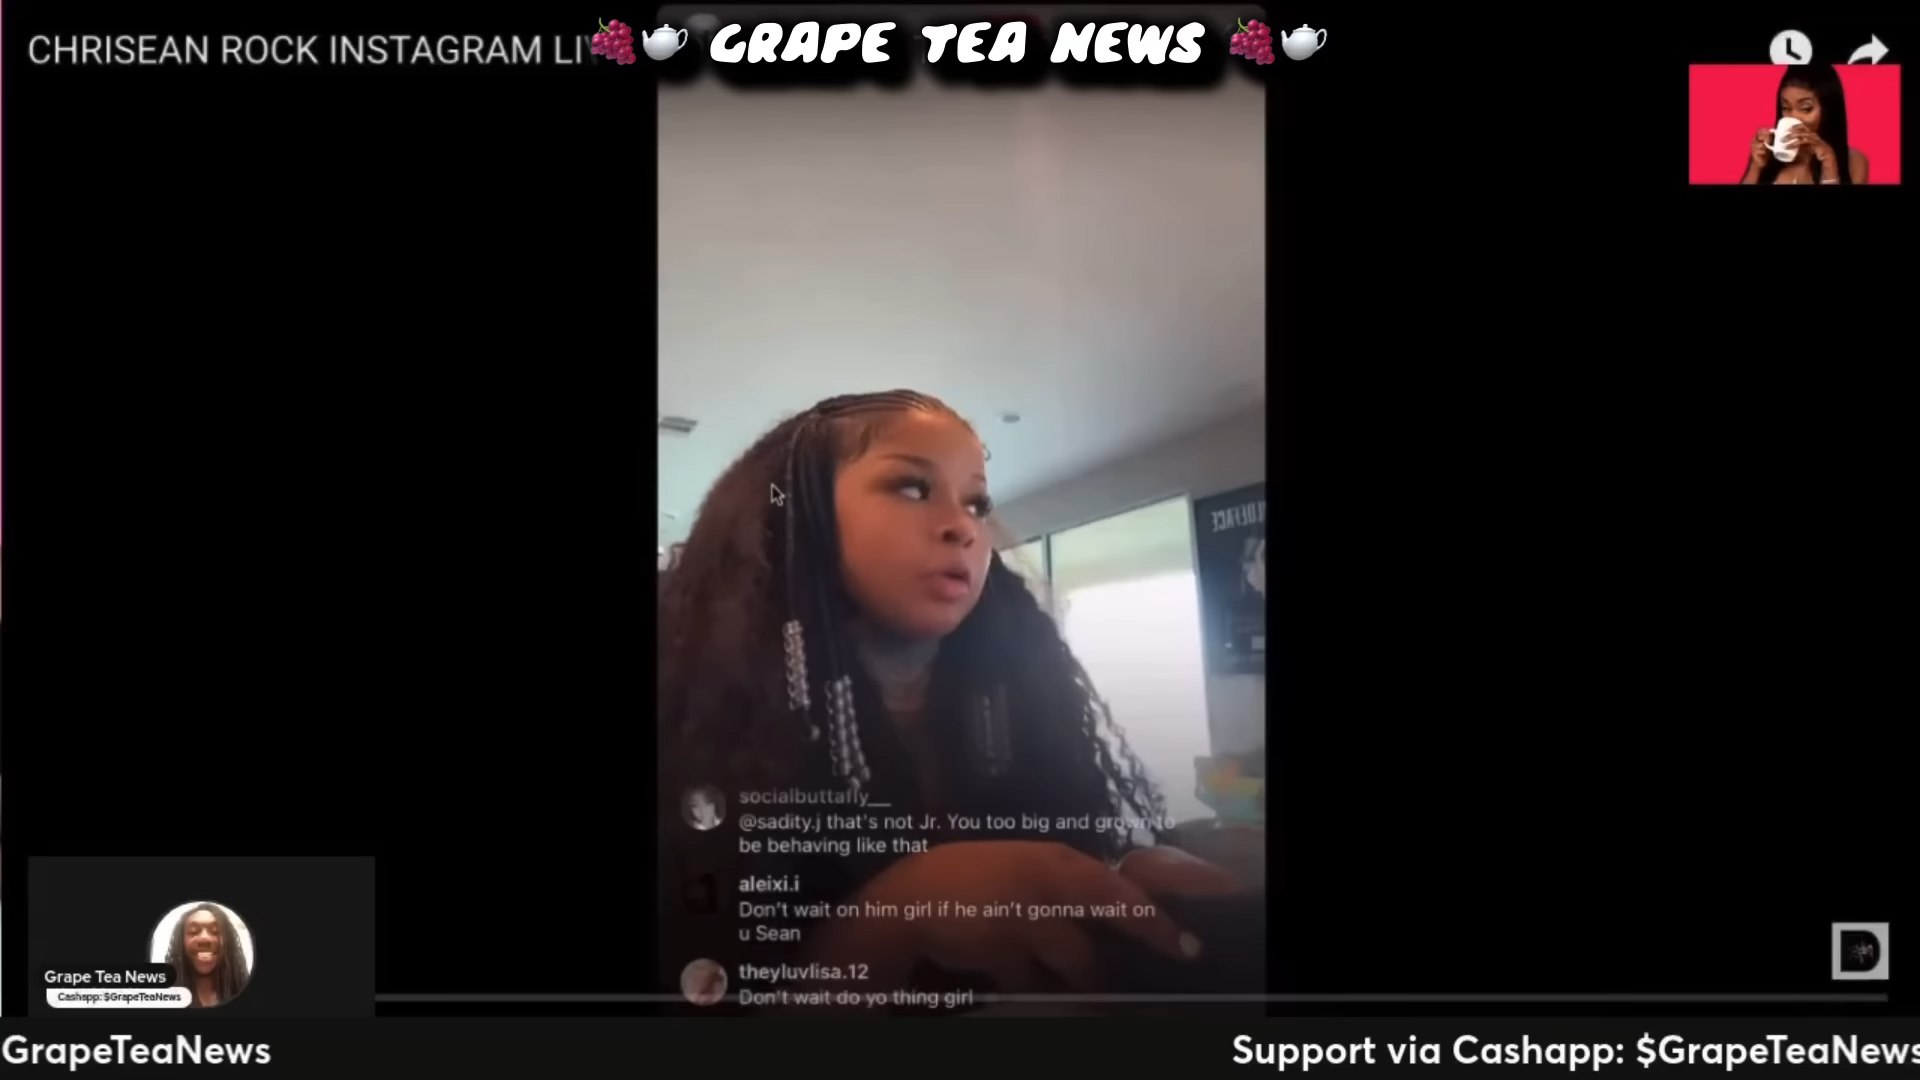 CHRISEAN ROCK INSTAGRAM LIV
GRAPE TEA NEWS
socialbuttafly__
@sadity.j that's not Jr. You too big and grown to
be behaving like that
aleixi.i
Don't wait on him girl if he ain't gonna wait on
u Sean
theyluvlisa.12
Don't wait do yo thing girl
Grape Tea News
Cashapp: $GrapeTeaNews
D
GrapeTeaNews
Support via Cashapp: $GrapeTeaNews